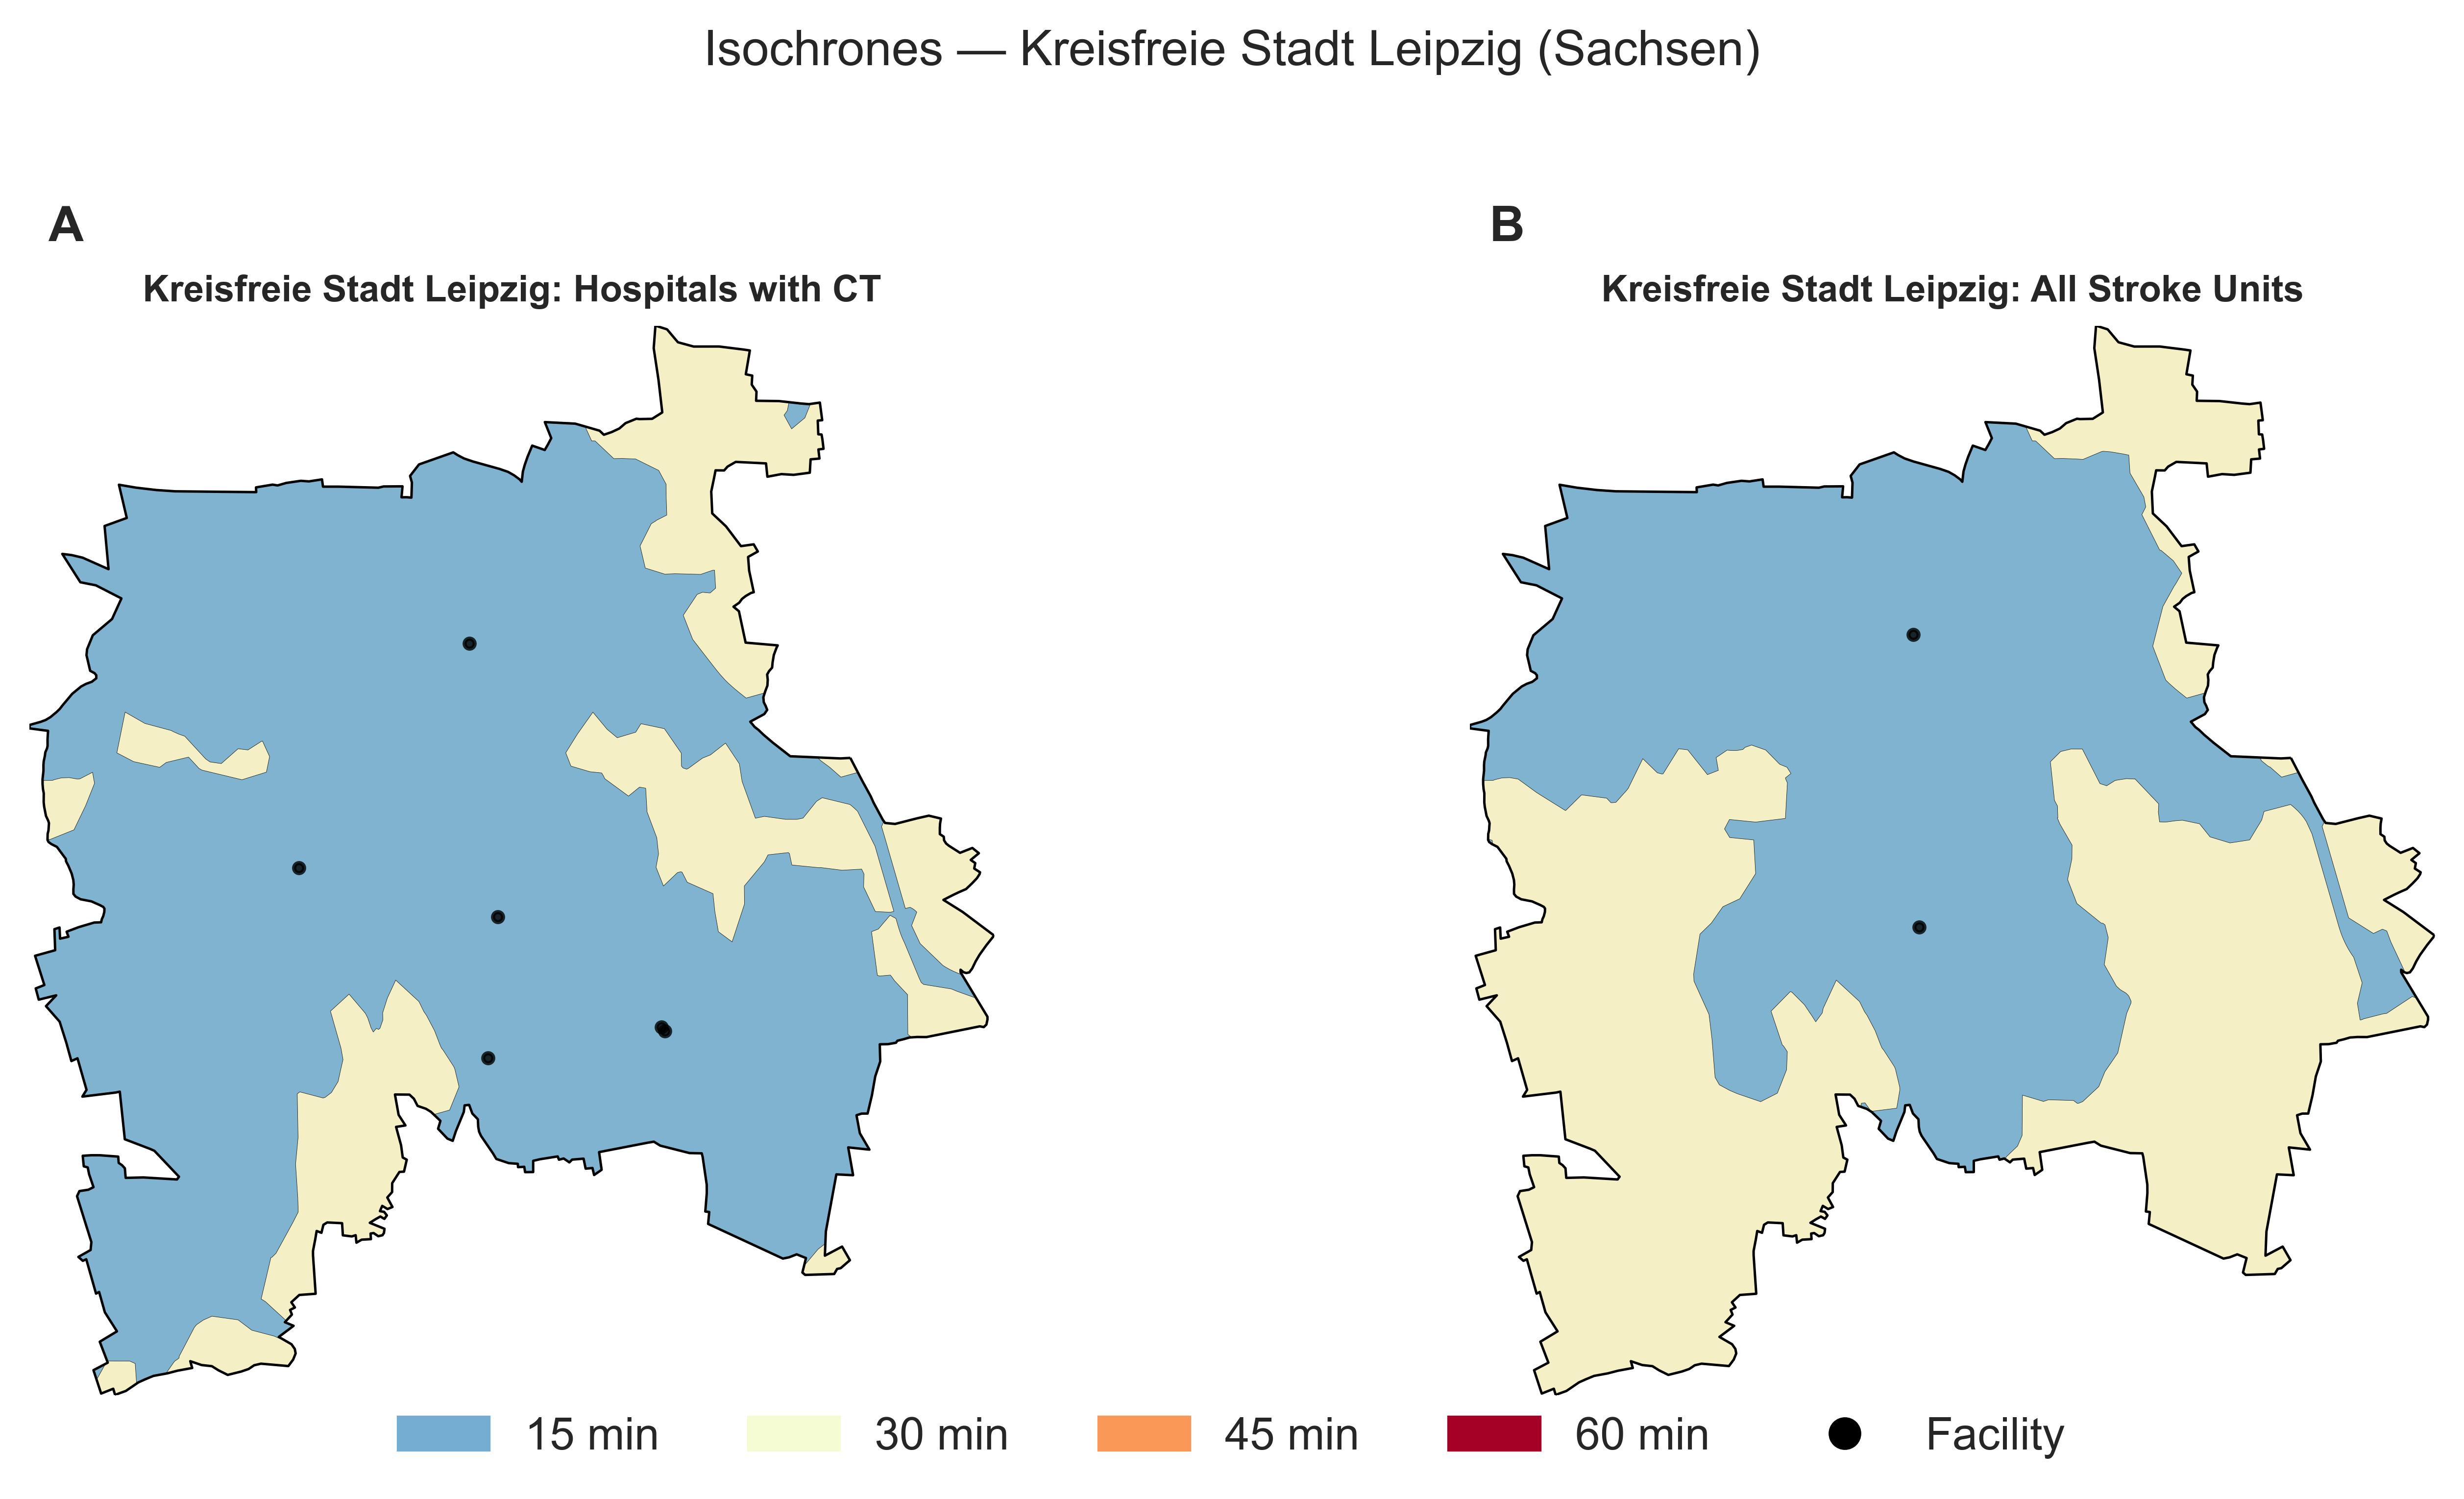 Isochrones — Kreisfreie Stadt Leipzig (Sachsen)
A
Kreisfreie Stadt Leipzig: Hospitals with CT
B
Kreisfreie Stadt Leipzig: All Stroke Units
15 min
30 min
45 min
60 min
Facility